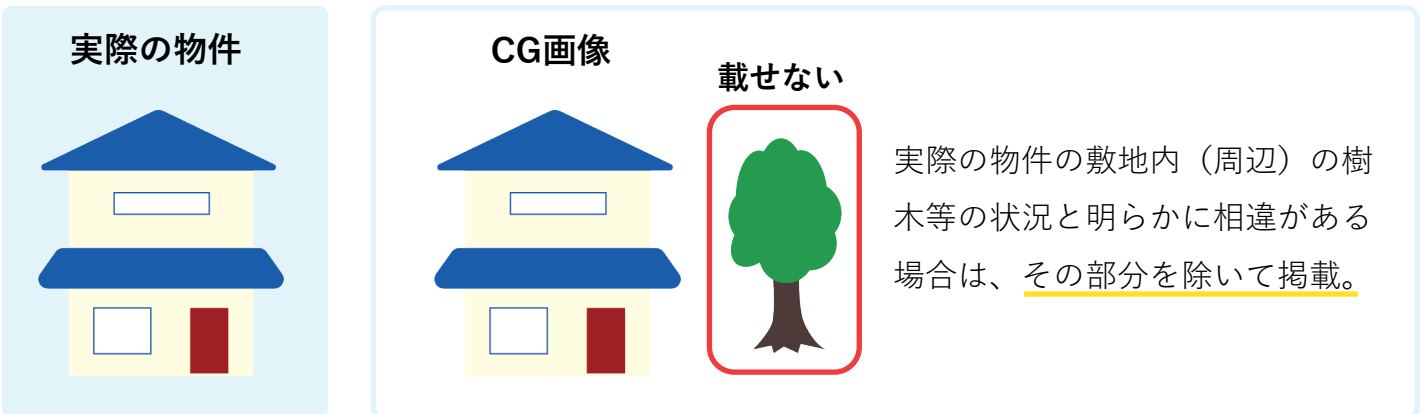 実際の物件
CG画像
載せない
実際の物件の敷地内（周辺）の樹
木等の状況と明らかに相違がある
場合は、その部分を除いて掲載。